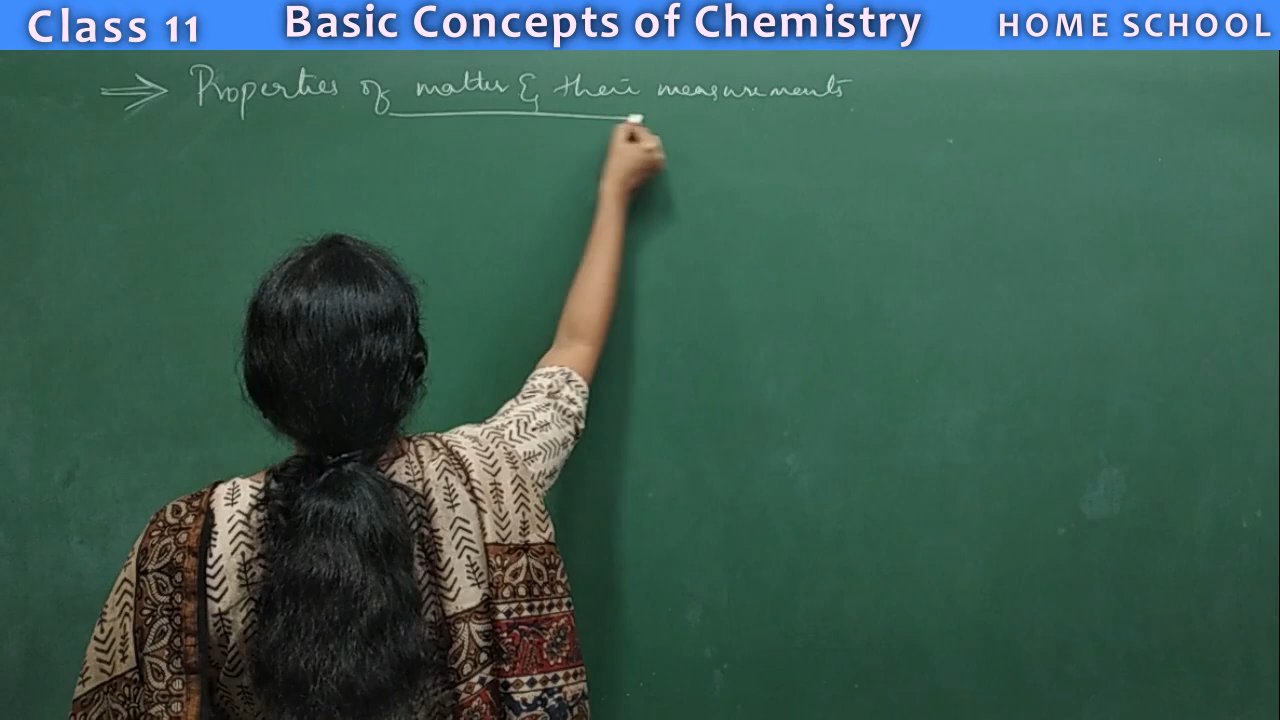 Class 11 Basic Concepts of Chemistry HOME SCHOOL
⇒ Properties of matter & their measurements